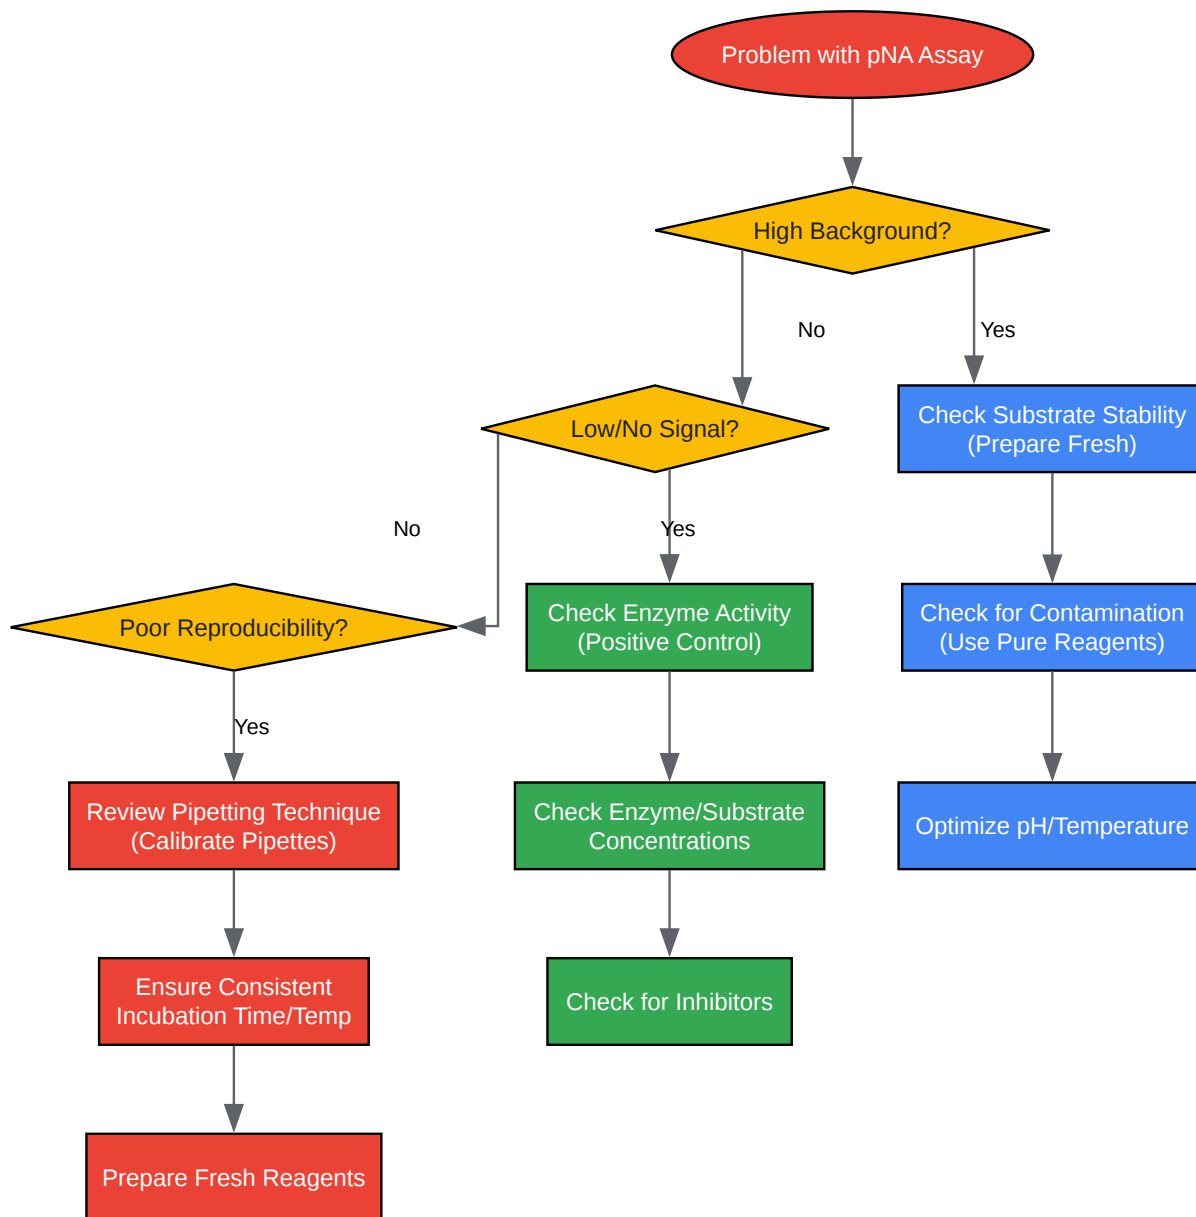 Problem with pNA Assay
High Background?
No
Yes
Low/No Signal?
Check Substrate Stability
(Prepare Fresh)
No
Yes
Poor Reproducibility?
Check Enzyme Activity
(Positive Control)
Check for Contamination
(Use Pure Reagents)
Yes
Review Pipetting Technique
(Calibrate Pipettes)
Check Enzyme/Substrate
Concentrations
Optimize pH/Temperature
Ensure Consistent
Incubation Time/Temp
Check for Inhibitors
Prepare Fresh Reagents